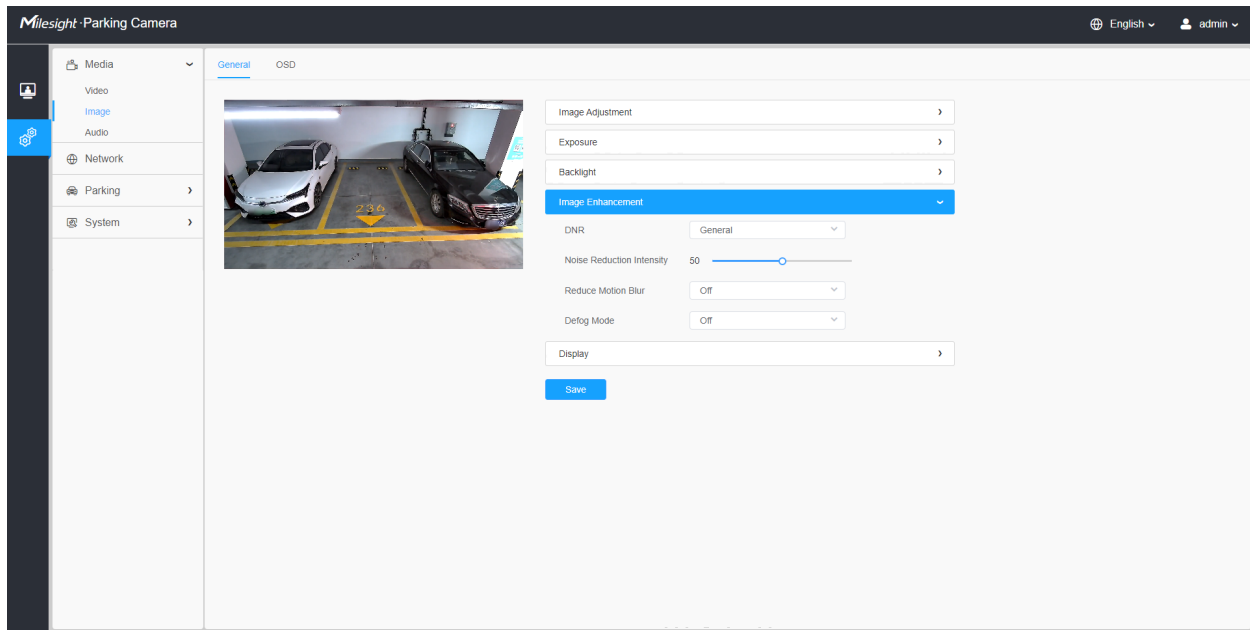 Milesight · Parking Camera
English
admin
Media
Video
Image
Audio
Network
Parking
System
General
OSD
236
Image Adjustment
Exposure
Backlight
Image Enhancement
DNR
General
Noise Reduction Intensity
50
Reduce Motion Blur
Off
Defog Mode
Off
Display
Save